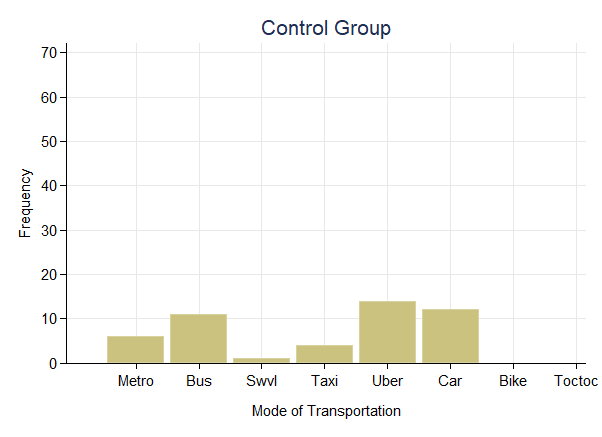 Control Group
70
60
50
40
30
20
10
0
Frequency
Metro Bus Swvl Taxi Uber Car Bike Toctoc
Mode of Transportation